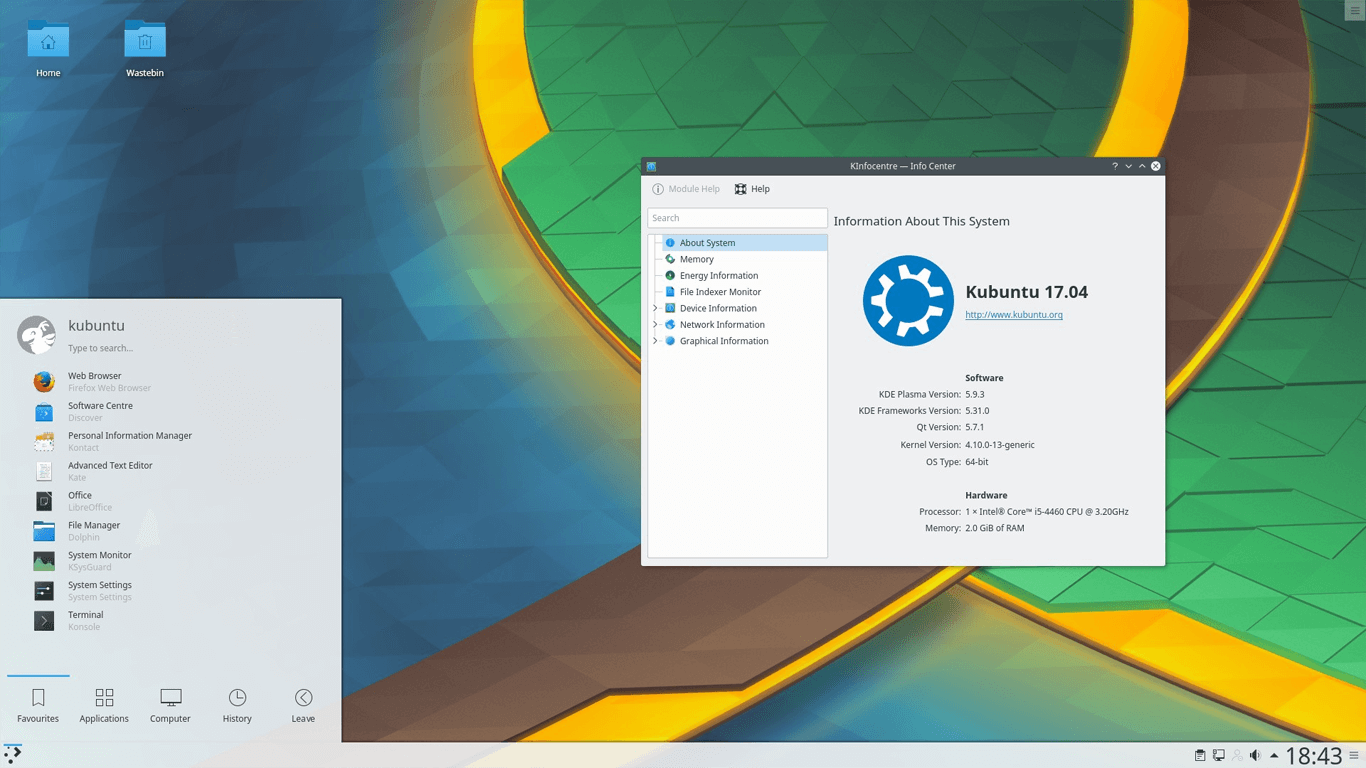 Home
Wastebin
KInfocentre — Info Center
Module Help
Help
Search
About System
Memory
Energy Information
File Indexer Monitor
Device Information
Network Information
Graphical Information
Information About This System
Kubuntu 17.04
http://www.kubuntu.org
Software
KDE Plasma Version: 5.9.3
KDE Frameworks Version: 5.31.0
Qt Version: 5.7.1
Kernel Version: 4.10.0-13-generic
OS Type: 64-bit
Hardware
Processor: 1 × Intel® Core™ i5-4460 CPU @ 3.20GHz
Memory: 2.0 GiB of RAM
kubuntu
Type to search...
Web Browser
Firefox Web Browser
Software Centre
Discover
Personal Information Manager
Kontact
Advanced Text Editor
Kate
Office
LibreOffice
File Manager
Dolphin
System Monitor
KSysGuard
System Settings
System Settings
Terminal
Konsole
Favourites
Applications
Computer
History
Leave
18:43